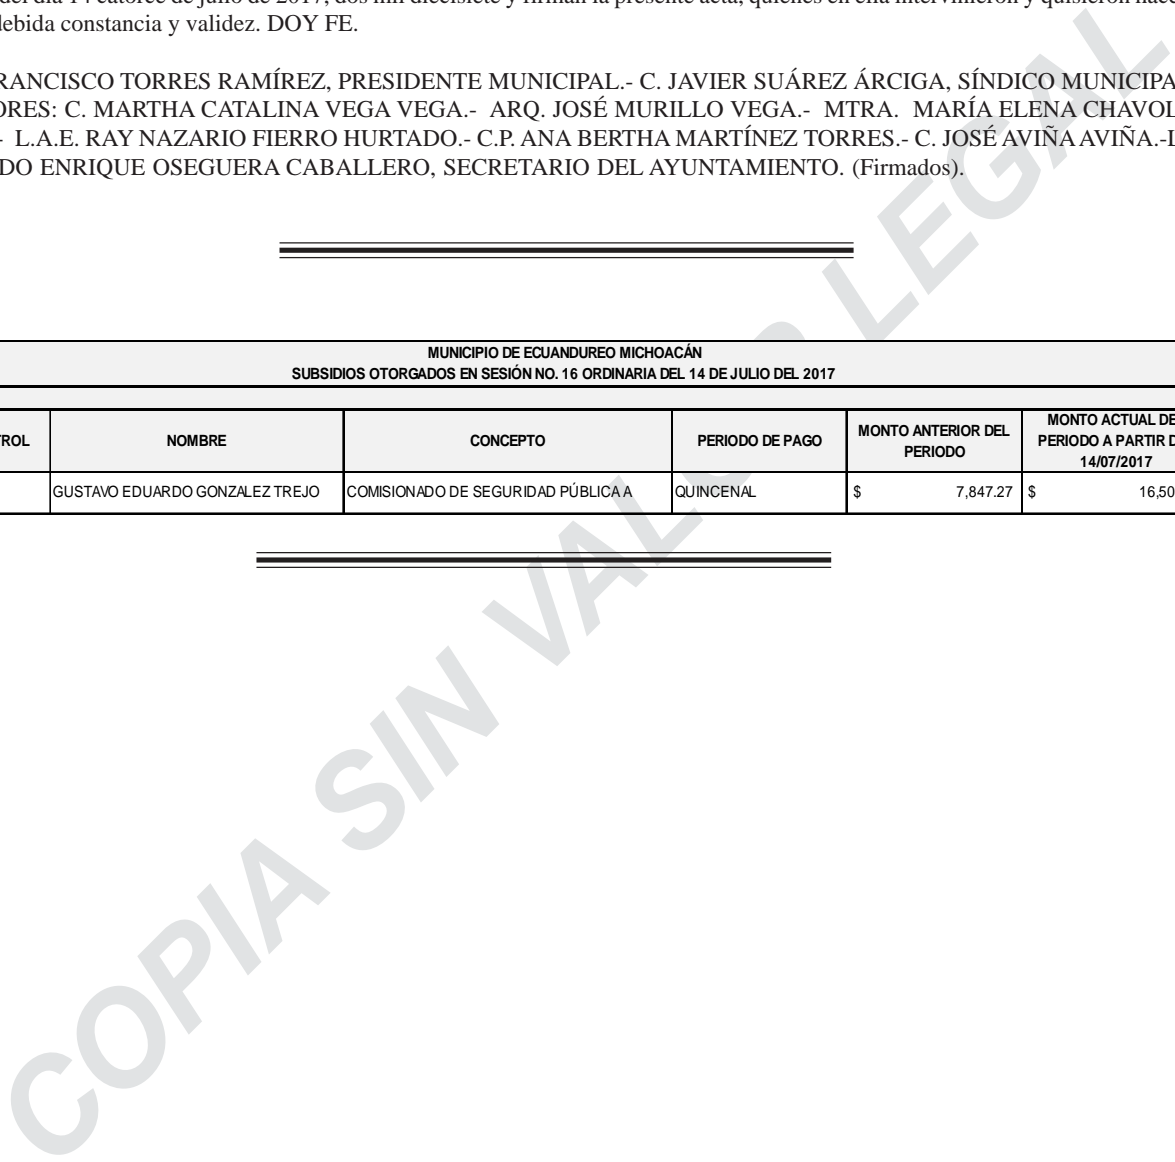 del día 14 catorce de julio de 2017, dos mil diecisiete y firman la presente acta, quienes en ella intervinieron y quisieron hace
debida constancia y validez. DOY FE.
RANCISCO TORRES RAMÍREZ, PRESIDENTE MUNICIPAL.- C. JAVIER SUÁREZ ÁRCIGA, SÍNDICO MUNICIPA
ORES: C. MARTHA CATALINA VEGA VEGA.- ARQ. JOSÉ MURILLO VEGA.- MTRA. MARÍA ELENA CHAVOL
- L.A.E. RAY NAZARIO FIERRO HURTADO.- C.P. ANA BERTHA MARTÍNEZ TORRES.- C. JOSÉ AVIÑA AVIÑA.-L
DO ENRIQUE OSEGUERA CABALLERO, SECRETARIO DEL AYUNTAMIENTO. (Firmados).
MUNICIPIO DE ECUANDUREO MICHOACÁN
SUBSIDIOS OTORGADOS EN SESIÓN NO. 16 ORDINARIA DEL 14 DE JULIO DEL 2017
TROL NOMBRE CONCEPTO PERIODO DE PAGO MONTO ANTERIOR DEL PERIODO MONTO ACTUAL DE PERIODO A PARTIR D 14/07/2017
GUSTAVO EDUARDO GONZALEZ TREJO COMISIONADO DE SEGURIDAD PÚBLICA A QUINCENAL $ 7,847.27 $ 16,50
COPIA SIN VALOR LEGAL